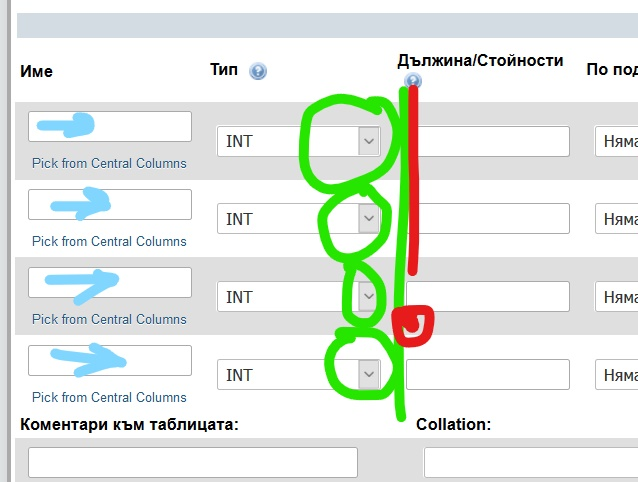 Име Тип Дължина/Стойности По под
INT Няма
Pick from Central Columns
INT Няма
Pick from Central Columns
INT Няма
Pick from Central Columns
INT Няма
Pick from Central Columns
Коментари към таблицата: Collation: